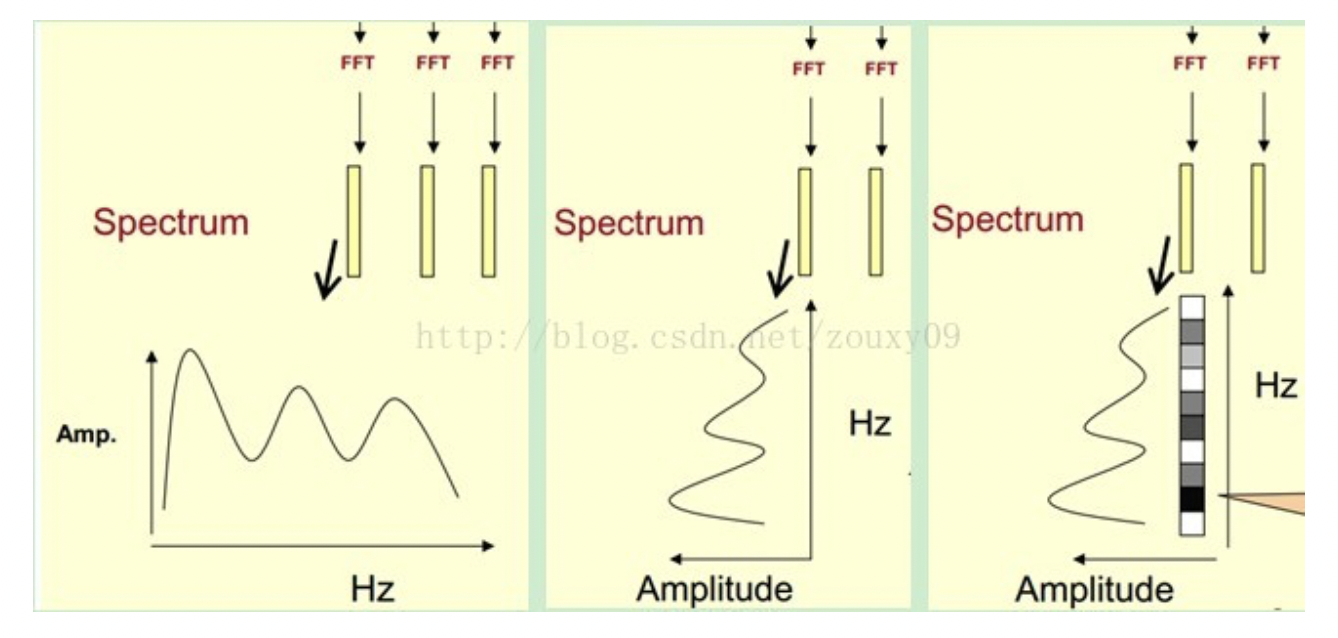 FFT FFT FFT
Spectrum
Amp.
Hz
FFT FFT
Spectrum
Hz
Amplitude
FFT FFT
Spectrum
Hz
Amplitude
http://blog.csdn.net/zouxy09